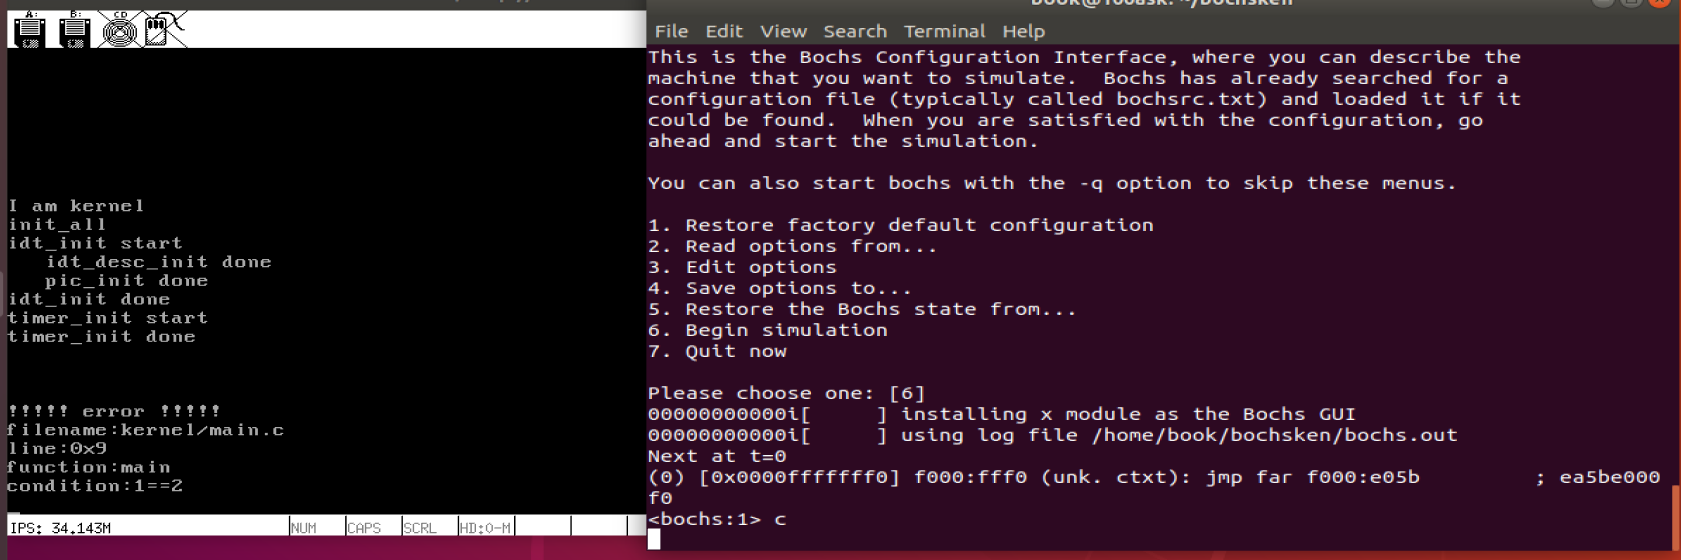 A:
B:
CD
I am kernel
init_all
idt_init start
idt_desc_init done
pic_init done
idt_init done
timer_init start
timer_init done
!!!!! error !!!!!
filename:kernel/main.c
line:0x9
function:main
condition:1==2
IPS: 34.143M
NUM
CAPS
SCRL
HD:0-M
File Edit View Search Terminal Help
This is the Bochs Configuration Interface, where you can describe the
machine that you want to simulate.  Bochs has already searched for a
configuration file (typically called bochsrc.txt) and loaded it if it
could be found.  When you are satisfied with the configuration, go
ahead and start the simulation.
You can also start bochs with the -q option to skip these menus.
1. Restore factory default configuration
2. Read options from...
3. Edit options
4. Save options to...
5. Restore the Bochs state from...
6. Begin simulation
7. Quit now
Please choose one: [6]
00000000000i[      ] installing x module as the Bochs GUI
00000000000i[      ] using log file /home/book/bochsken/bochs.out
Next at t=0
(0) [0x0000fffffff0] f000:fff0 (unk. ctxt): jmp far f000:e05b         ; ea5be000
f0
<bochs:1> c